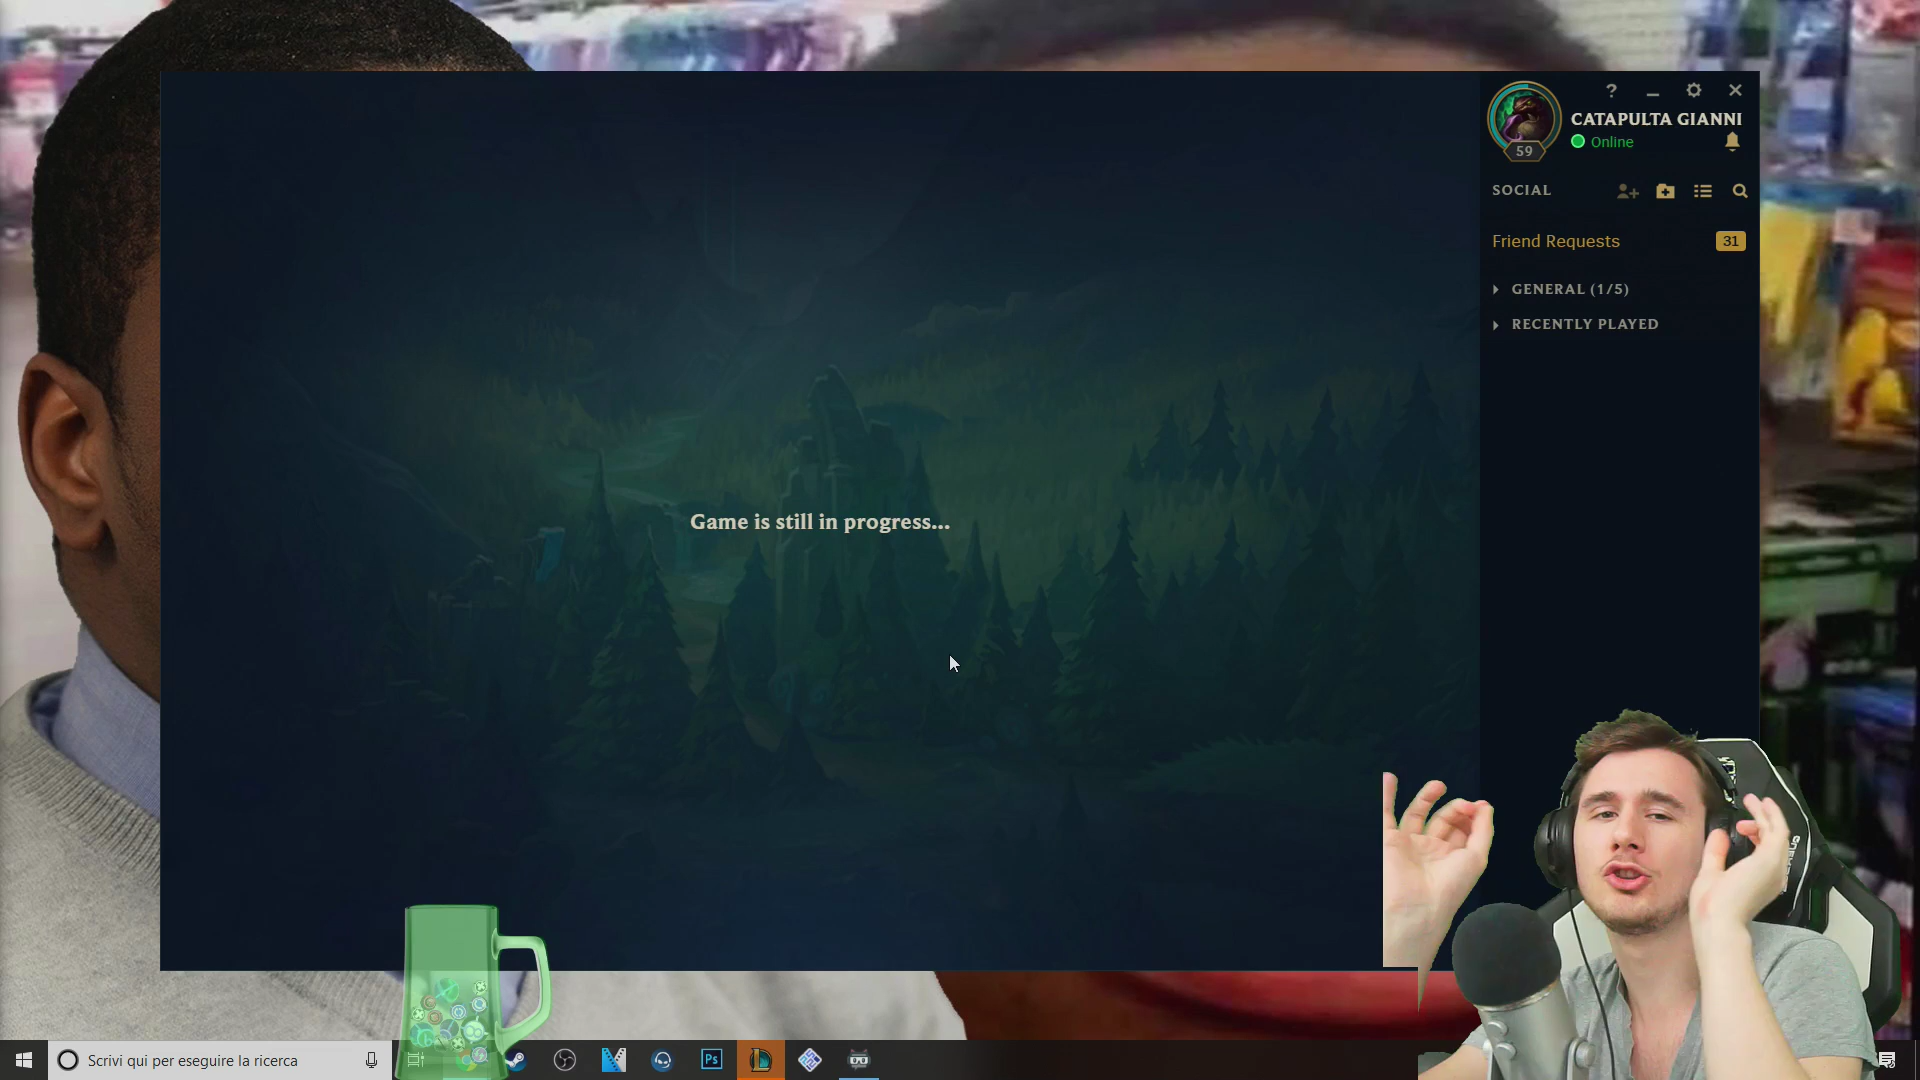 ?
CATAPULTA GIANNI
Online
59
SOCIAL
Friend Requests
31
GENERAL (1/5)
RECENTLY PLAYED
Game is still in progress...
Scrivi qui per eseguire la ricerca
Ps